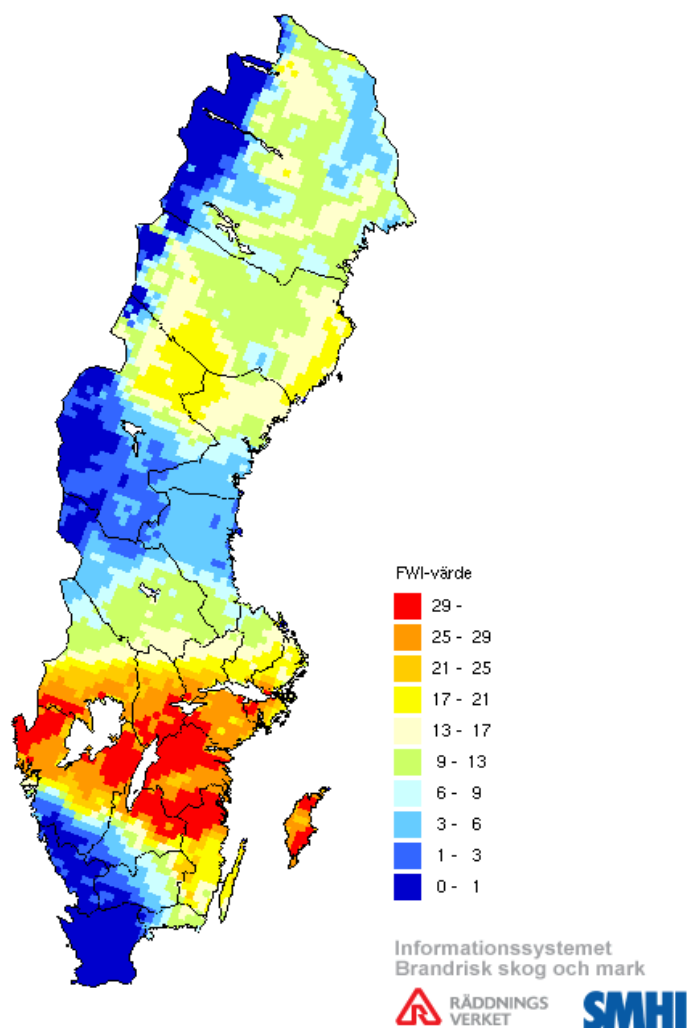 FWI-värde
29 -
25 - 29
21 - 25
17 - 21
13 - 17
9 - 13
6 - 9
3 - 6
1 - 3
0 - 1
Informationssystemet
Brandrisk skog och mark
R RÄDDNINGS
VERKET
SMHI